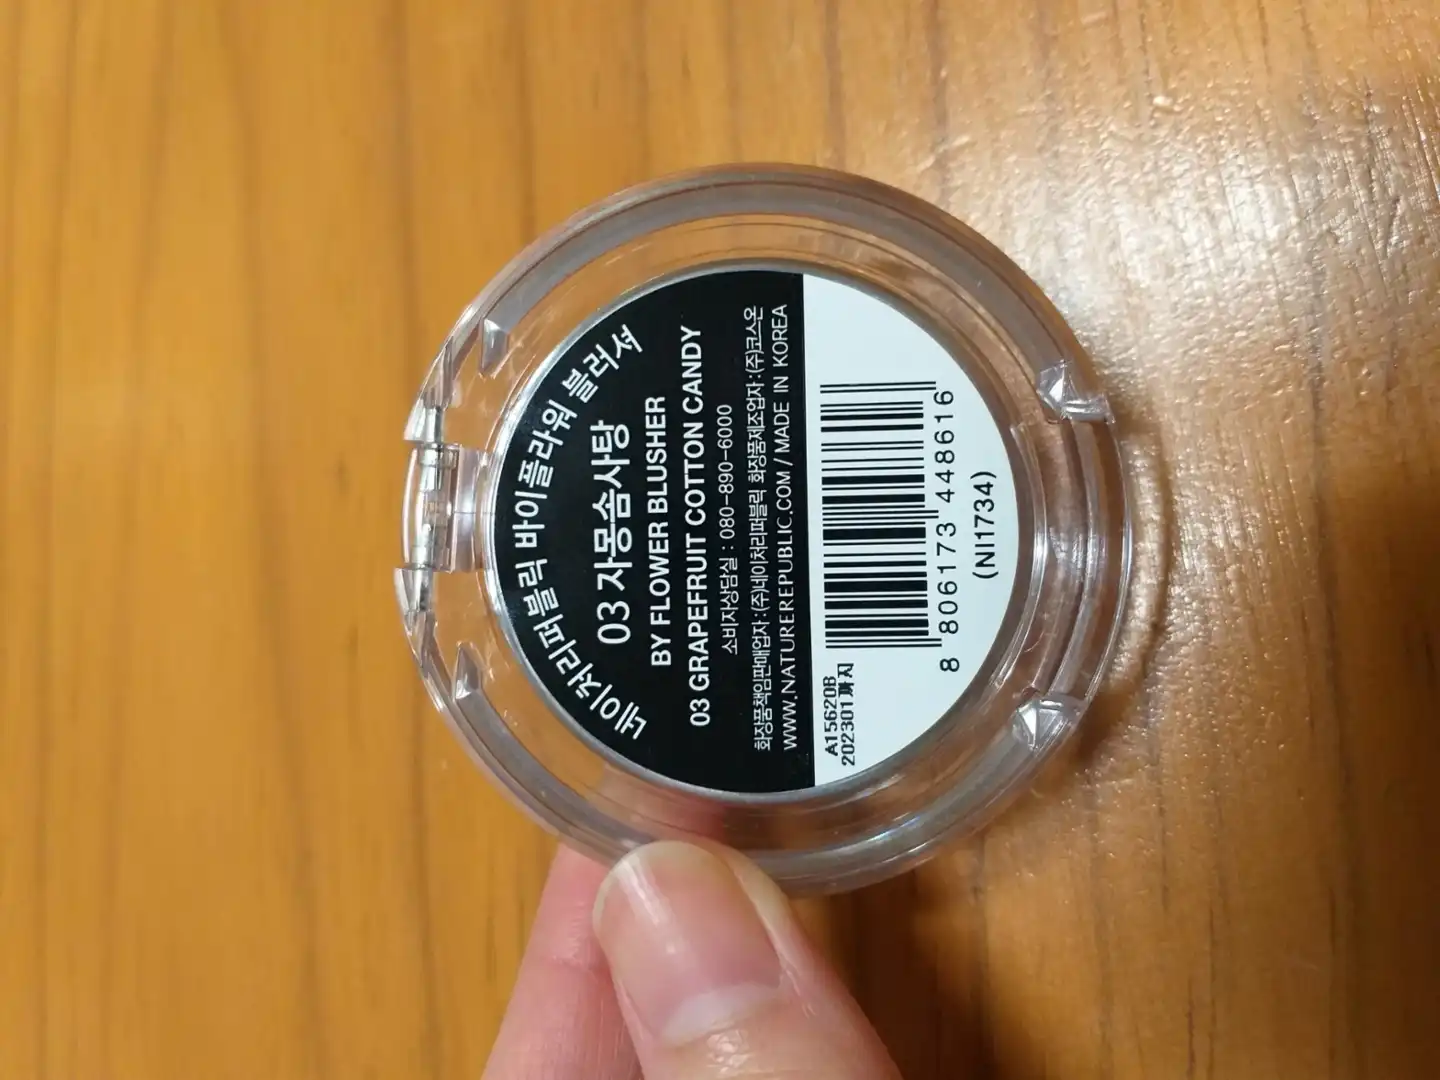 네이처리퍼블릭 바이플라워 블러셔
03 자몽솜사탕
BY FLOWER BLUSHER
03 GRAPEFRUIT COTTON CANDY
소비자상담실 : 080-890-6000
화장품책임판매업자:(주)네이처리퍼블릭 화장품제조업자:(주)코스온
WWW.NATUREREPUBLIC.COM / MADE IN KOREA
A15620B
202301까지
8 806173 448616
(NI1734)